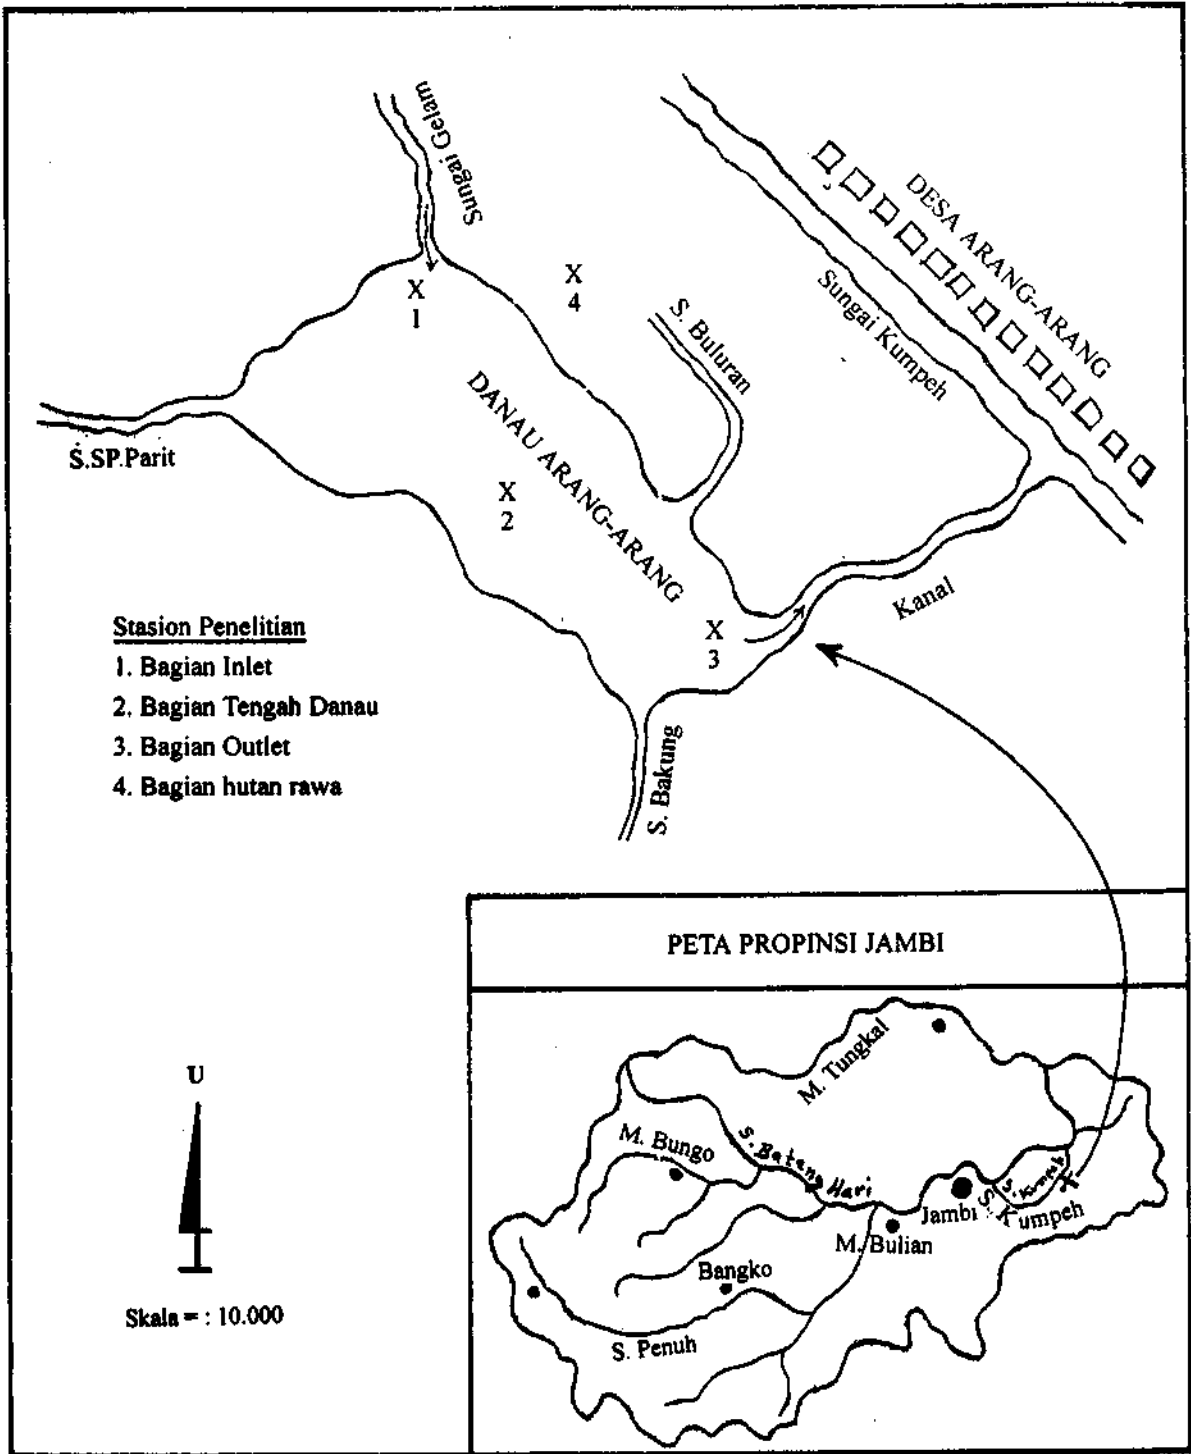 Sungai Gelam
DESA ARANG-ARANG
X
1
X
4
Sungai Kumpeh
S. Buluran
DANAU ARANG-ARANG
S.SP.Parit
X
2
Kanal
X
3
Stasion Penelitian
1. Bagian Inlet
2. Bagian Tengah Danau
3. Bagian Outlet
4. Bagian hutan rawa
S. Bakung
PETA PROPINSI JAMBI
U
Skala = : 10.000
M. Tungkal
M. Bungo
S. Batang Hari
S. Kumpeh
Jambi
S. Kumpeh
M. Bulian
Bangko
S. Penuh